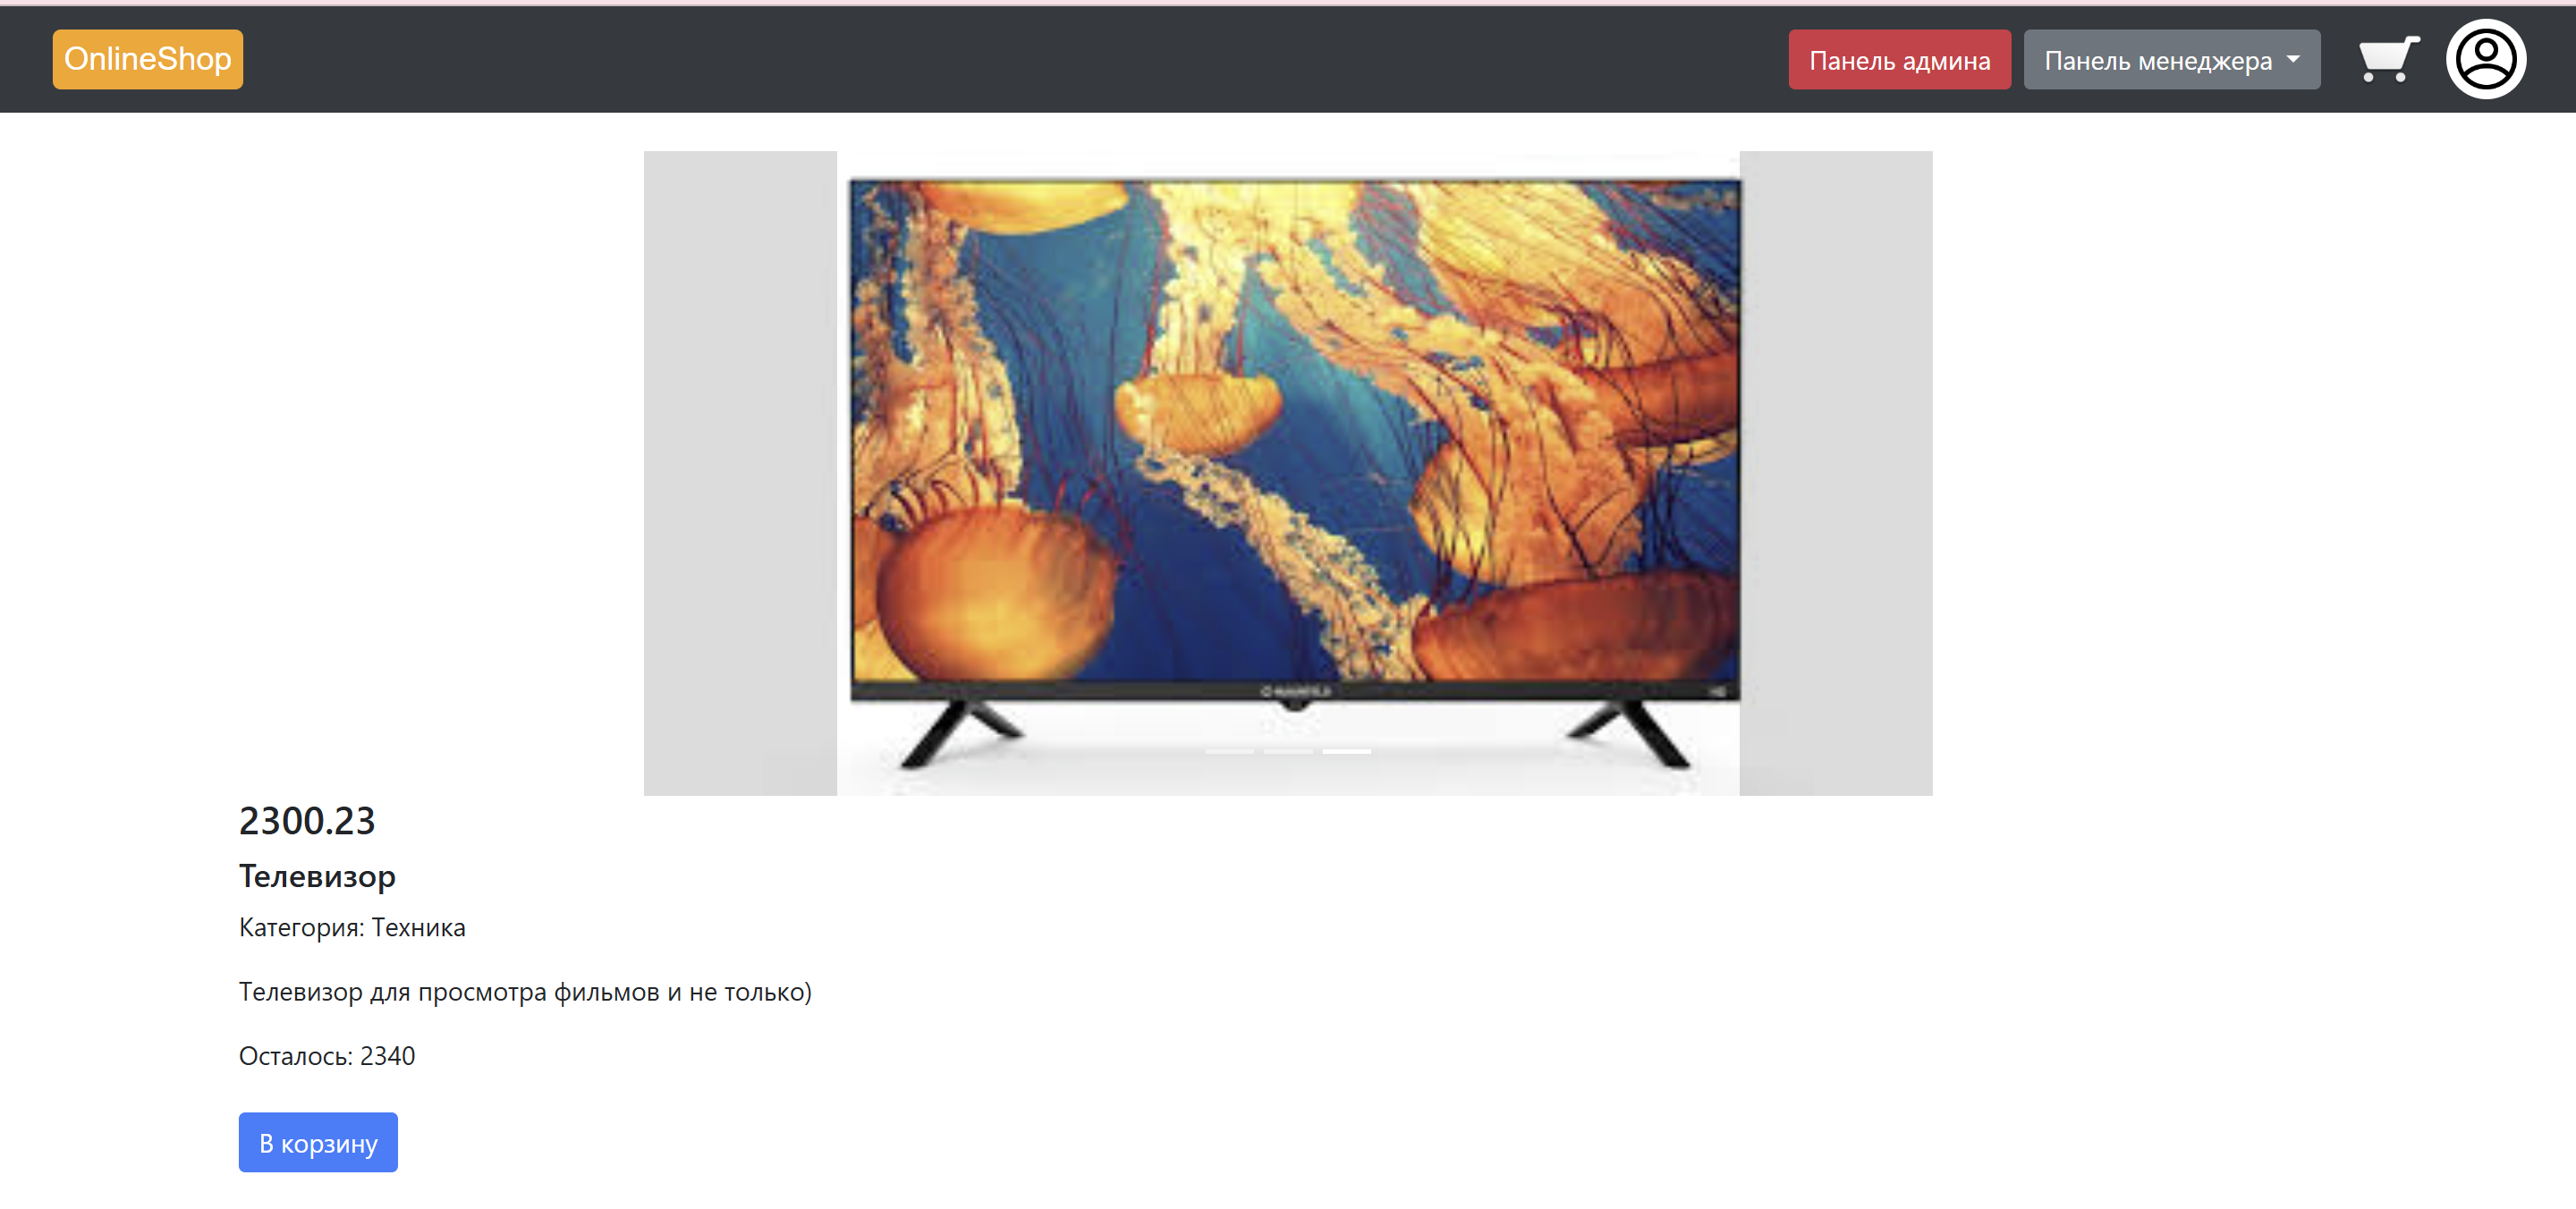 OnlineShop
Панель админа
Панель менеджера
2300.23
Телевизор
Категория: Техника
Телевизор для просмотра фильмов и не только)
Осталось: 2340
В корзину